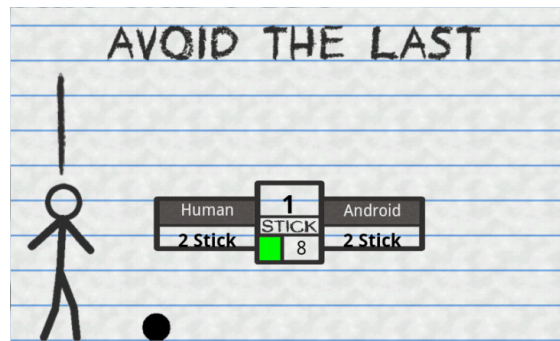 AVOID THE LAST
Human
1
Android
STICK
2 Stick
8
2 Stick